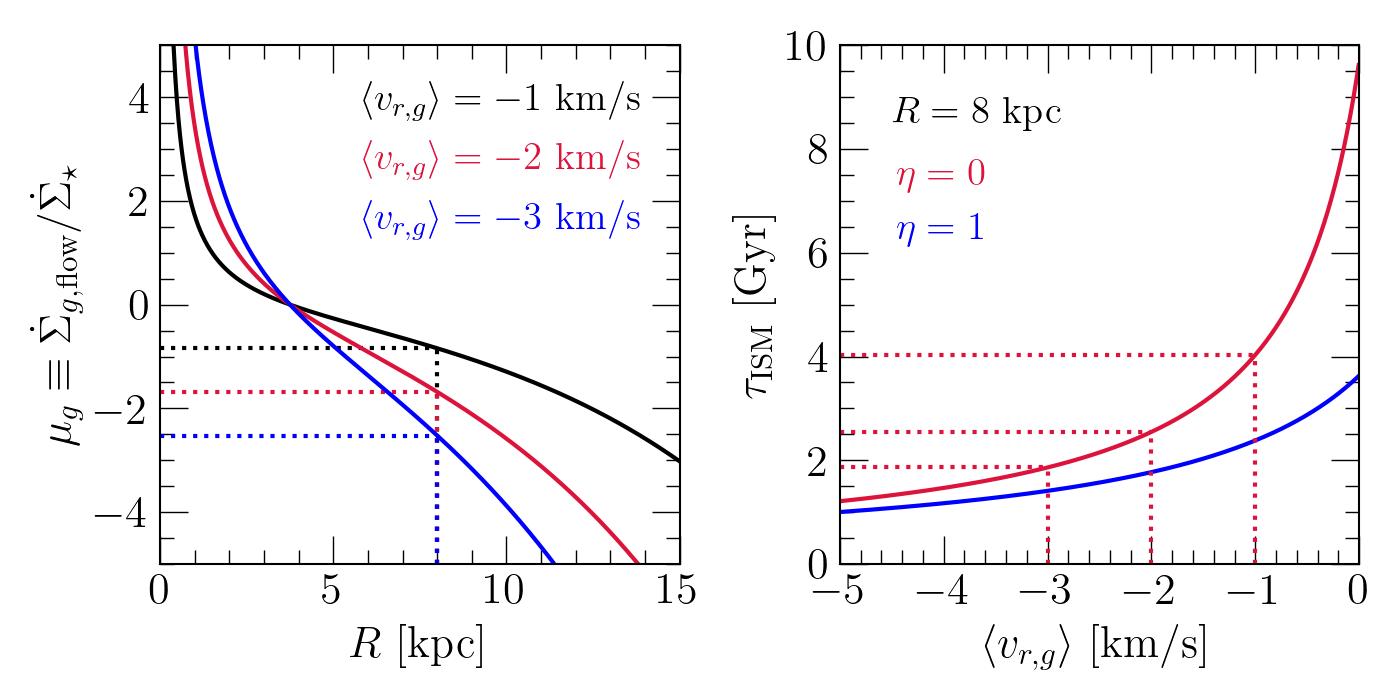 μ_g ≡ Σ̇_{g,flow}/Σ̇_⋆
4
2
0
−2
−4
⟨v_{r,g}⟩ = −1 km/s
⟨v_{r,g}⟩ = −2 km/s
⟨v_{r,g}⟩ = −3 km/s
0 5 10 15
R [kpc]
τ_{ISM} [Gyr]
10
8
6
4
2
0
R = 8 kpc
η = 0
η = 1
−5 −4 −3 −2 −1 0
⟨v_{r,g}⟩ [km/s]